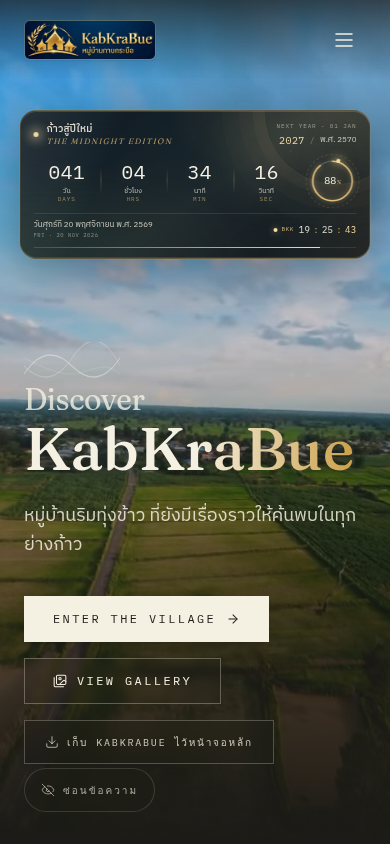 KabKraBue
หมู่บ้านกาบกระบือ
ก้าวสู่ปีใหม่
THE MIDNIGHT EDITION
NEXT YEAR · 01 JAN
2027 / พ.ศ. 2570
041 04 34 16
วัน ชั่วโมง นาที วินาที
DAYS HRS MIN SEC
88%
วันศุกร์ที่ 20 พฤศจิกายน พ.ศ. 2569
FRI · 20 NOV 2026
BKK 19 : 25 : 43
Discover
KabKraBue
หมู่บ้านริมทุ่งข้าว ที่ยังมีเรื่องราวให้ค้นพบในทุก
ย่างก้าว
ENTER THE VILLAGE →
VIEW GALLERY
เก็บ KABKRABUE ไว้หน้าจอหลัก
ซ่อนข้อความ